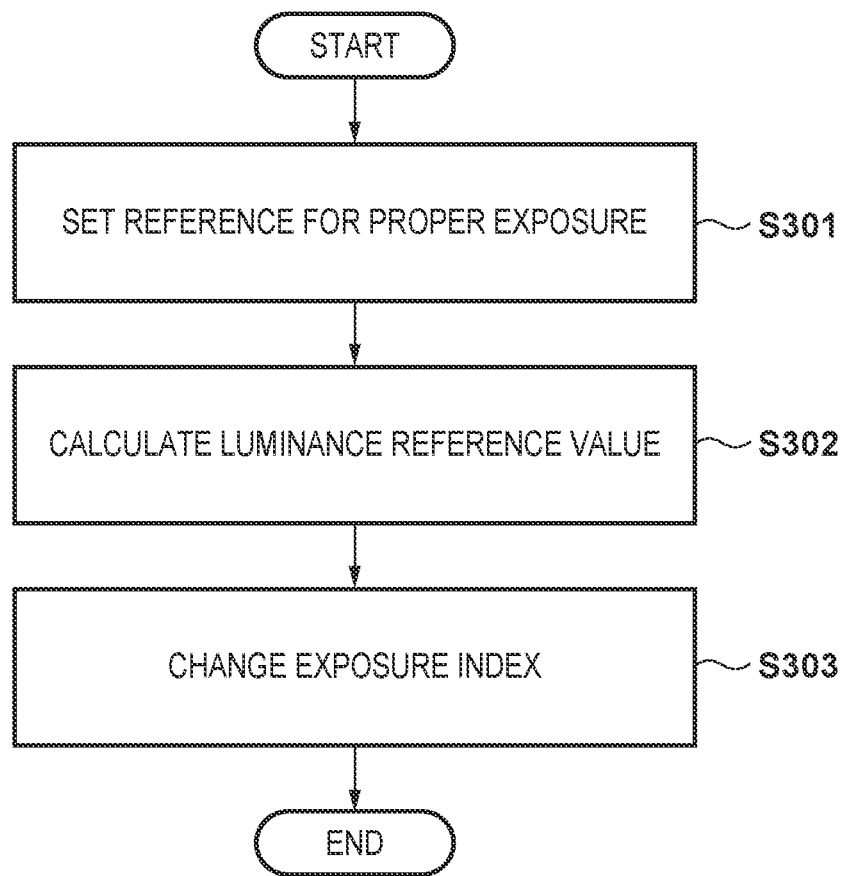 START
SET REFERENCE FOR PROPER EXPOSURE
S301
CALCULATE LUMINANCE REFERENCE VALUE
S302
CHANGE EXPOSURE INDEX
S303
END